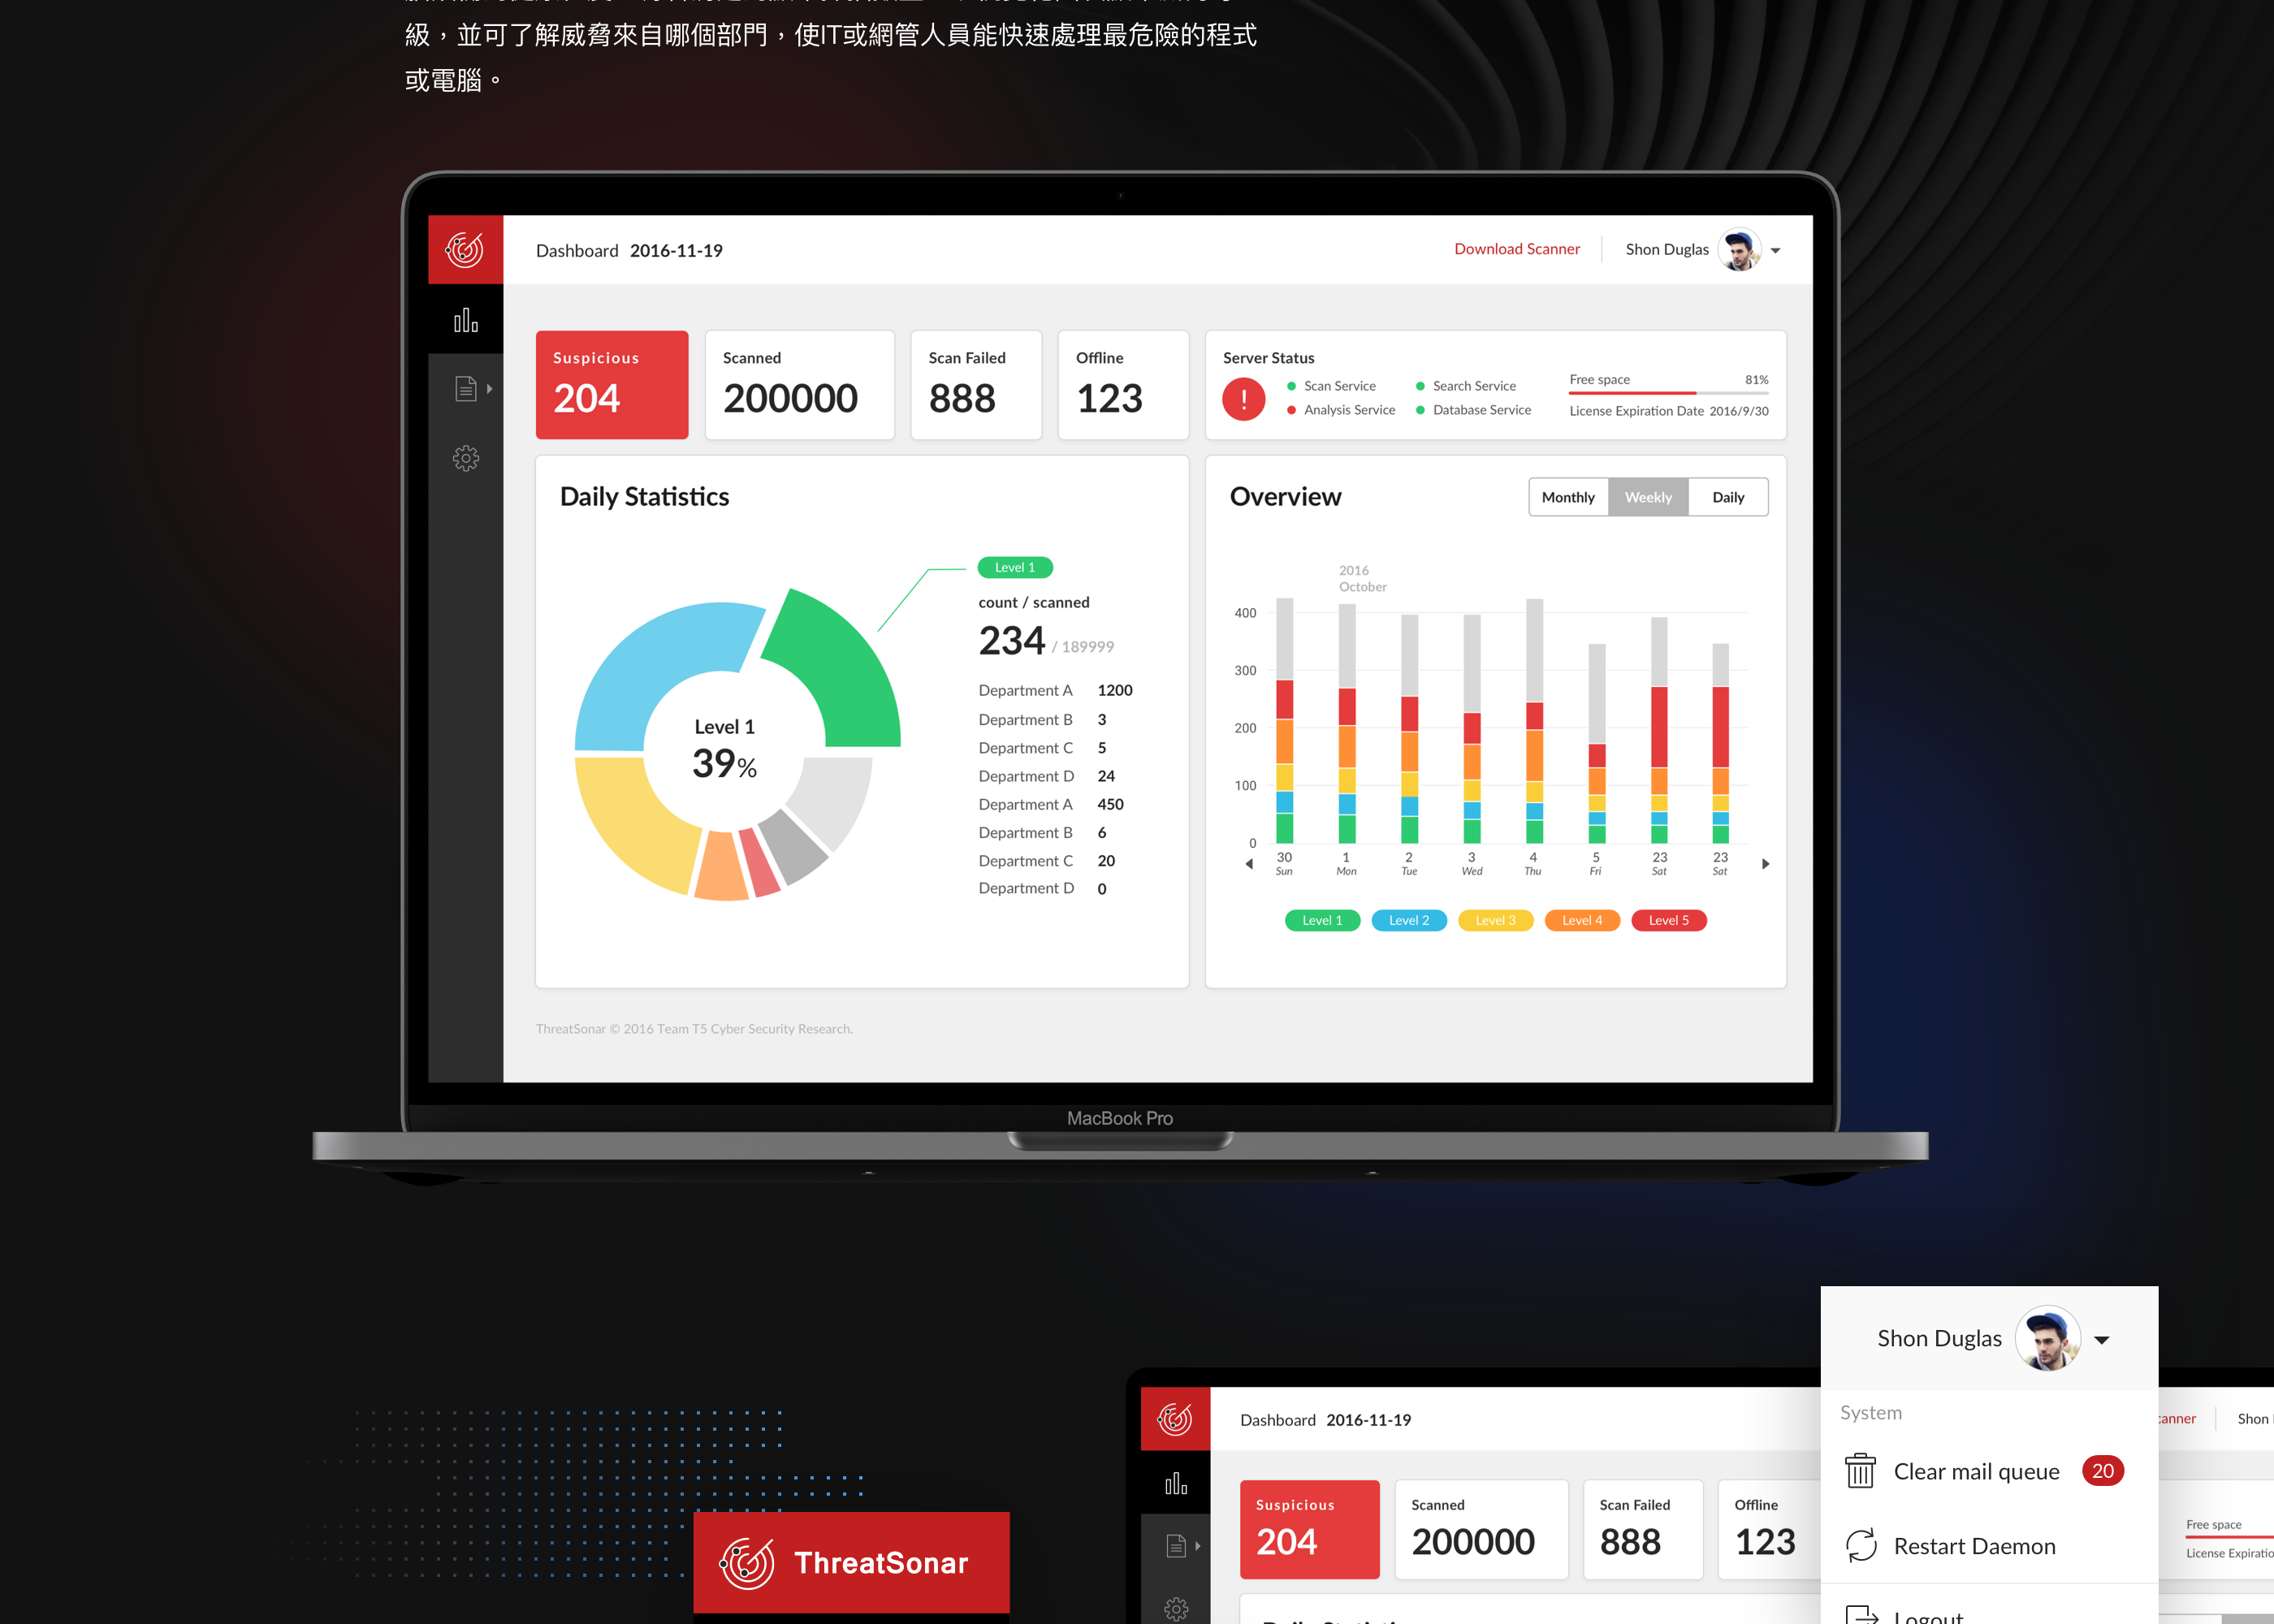 級，並可了解威脅來自哪個部門，使IT或網管人員能快速處理最危險的程式
或電腦。
Dashboard 2016-11-19
Download Scanner
Shon Duglas
Suspicious
204
Scanned
200000
Scan Failed
888
Offline
123
Server Status
!
Scan Service
Search Service
Analysis Service
Database Service
Free space 81%
License Expiration Date 2016/9/30
Daily Statistics
Level 1
39%
Level 1
count / scanned
234 / 189999
Department A 1200
Department B 3
Department C 5
Department D 24
Department A 450
Department B 6
Department C 20
Department D 0
Overview
Monthly Weekly Daily
2016
October
400
300
200
100
0
30 1 2 3 4 5 23 23
Sun Mon Tue Wed Thu Fri Sat Sat
Level 1 Level 2 Level 3 Level 4 Level 5
ThreatSonar © 2016 Team T5 Cyber Security Research.
MacBook Pro
ThreatSonar
Dashboard 2016-11-19
Shon
Suspicious
204
Scanned
200000
Scan Failed
888
Offline
123
Free space
License
Shon Duglas
System
Clear mail queue 20
Restart Daemon
Logout